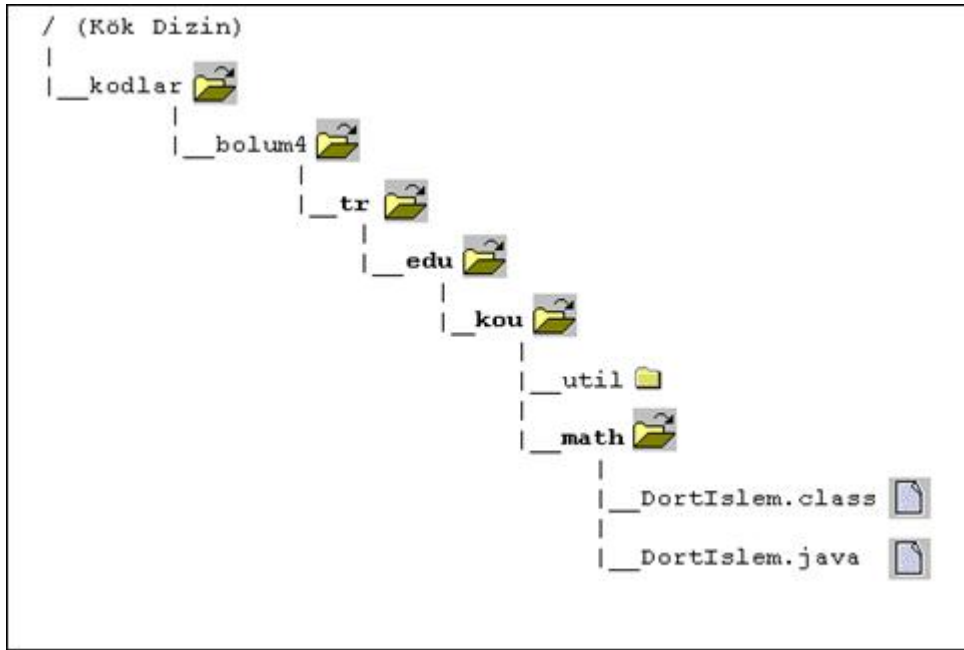 / (Kök Dizin)
|
|__kodlar
|
|__bolum4
|
|__tr
|
|__edu
|
|__kou
|
|__util
|
|__math
|
|__DortIslem.class
|
|__DortIslem.java